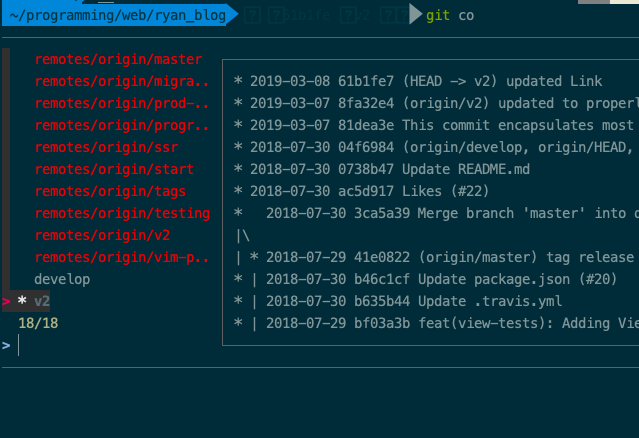 ~/programming/web/ryan_blog git co
remotes/origin/master
remotes/origin/migra..
remotes/origin/prod-..
remotes/origin/progr..
remotes/origin/ssr
remotes/origin/start
remotes/origin/tags
remotes/origin/testing
remotes/origin/v2
remotes/origin/vim-p..
develop
> * v2
18/18
>
* 2019-03-08 61b1fe7 (HEAD -> v2) updated Link
* 2019-03-07 8fa32e4 (origin/v2) updated to properl
* 2019-03-07 81dea3e This commit encapsulates most
* 2018-07-30 04f6984 (origin/develop, origin/HEAD,
* 2018-07-30 0738b47 Update README.md
* 2018-07-30 ac5d917 Likes (#22)
*   2018-07-30 3ca5a39 Merge branch 'master' into d
|\
| * 2018-07-29 41e0822 (origin/master) tag release
* | 2018-07-30 b46c1cf Update package.json (#20)
* | 2018-07-30 b635b44 Update .travis.yml
* | 2018-07-29 bf03a3b feat(view-tests): Adding Vie